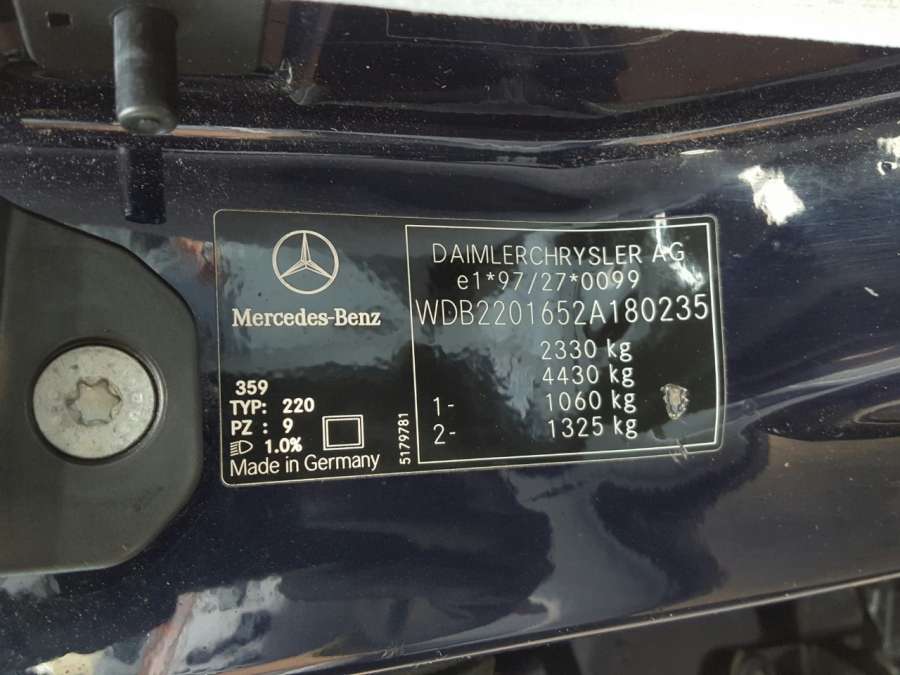 Mercedes-Benz
359
TYP: 220
PZ : 9
1.0%
Made in Germany
5179781
DAIMLERCHRYSLER AG
e1*97/27*0099
WDB2201652A180235
2330 kg
4430 kg
1- 1060 kg
2- 1325 kg